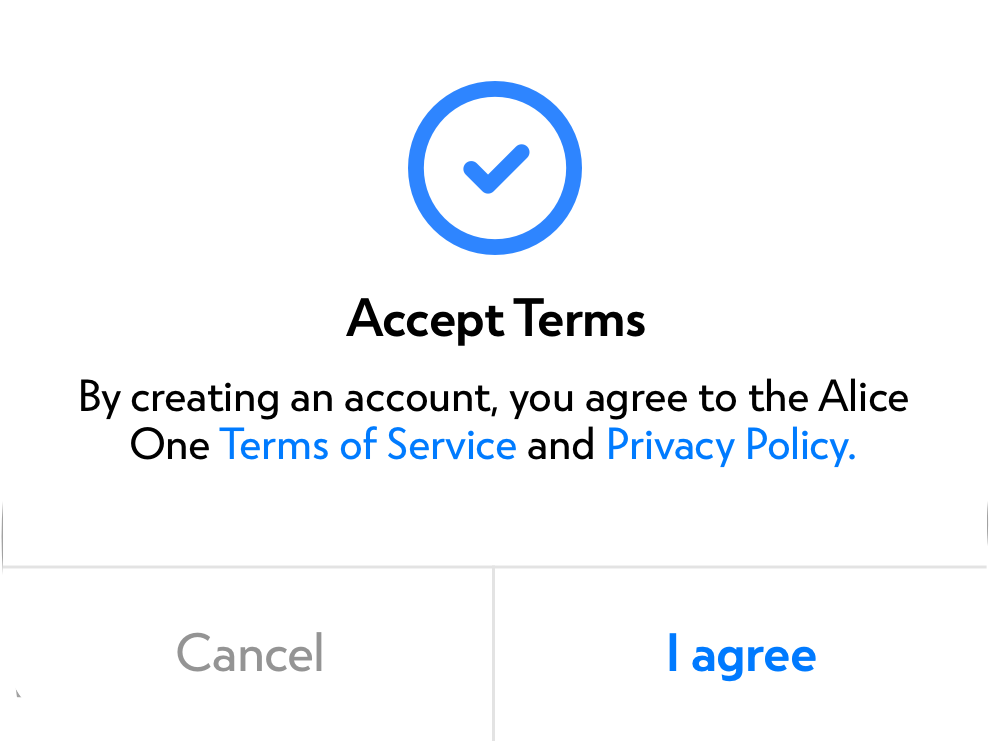 Accept Terms
By creating an account, you agree to the Alice
One Terms of Service and Privacy Policy.
Cancel
I agree